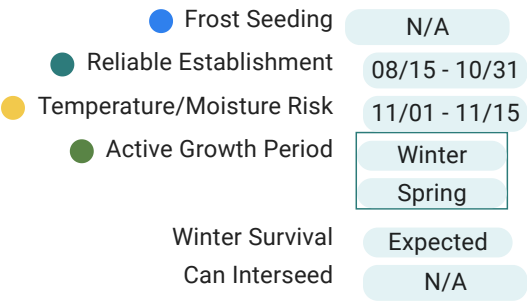 Frost Seeding N/A
Reliable Establishment 08/15 - 10/31
Temperature/Moisture Risk 11/01 - 11/15
Active Growth Period Winter
Spring
Winter Survival Expected
Can Interseed N/A